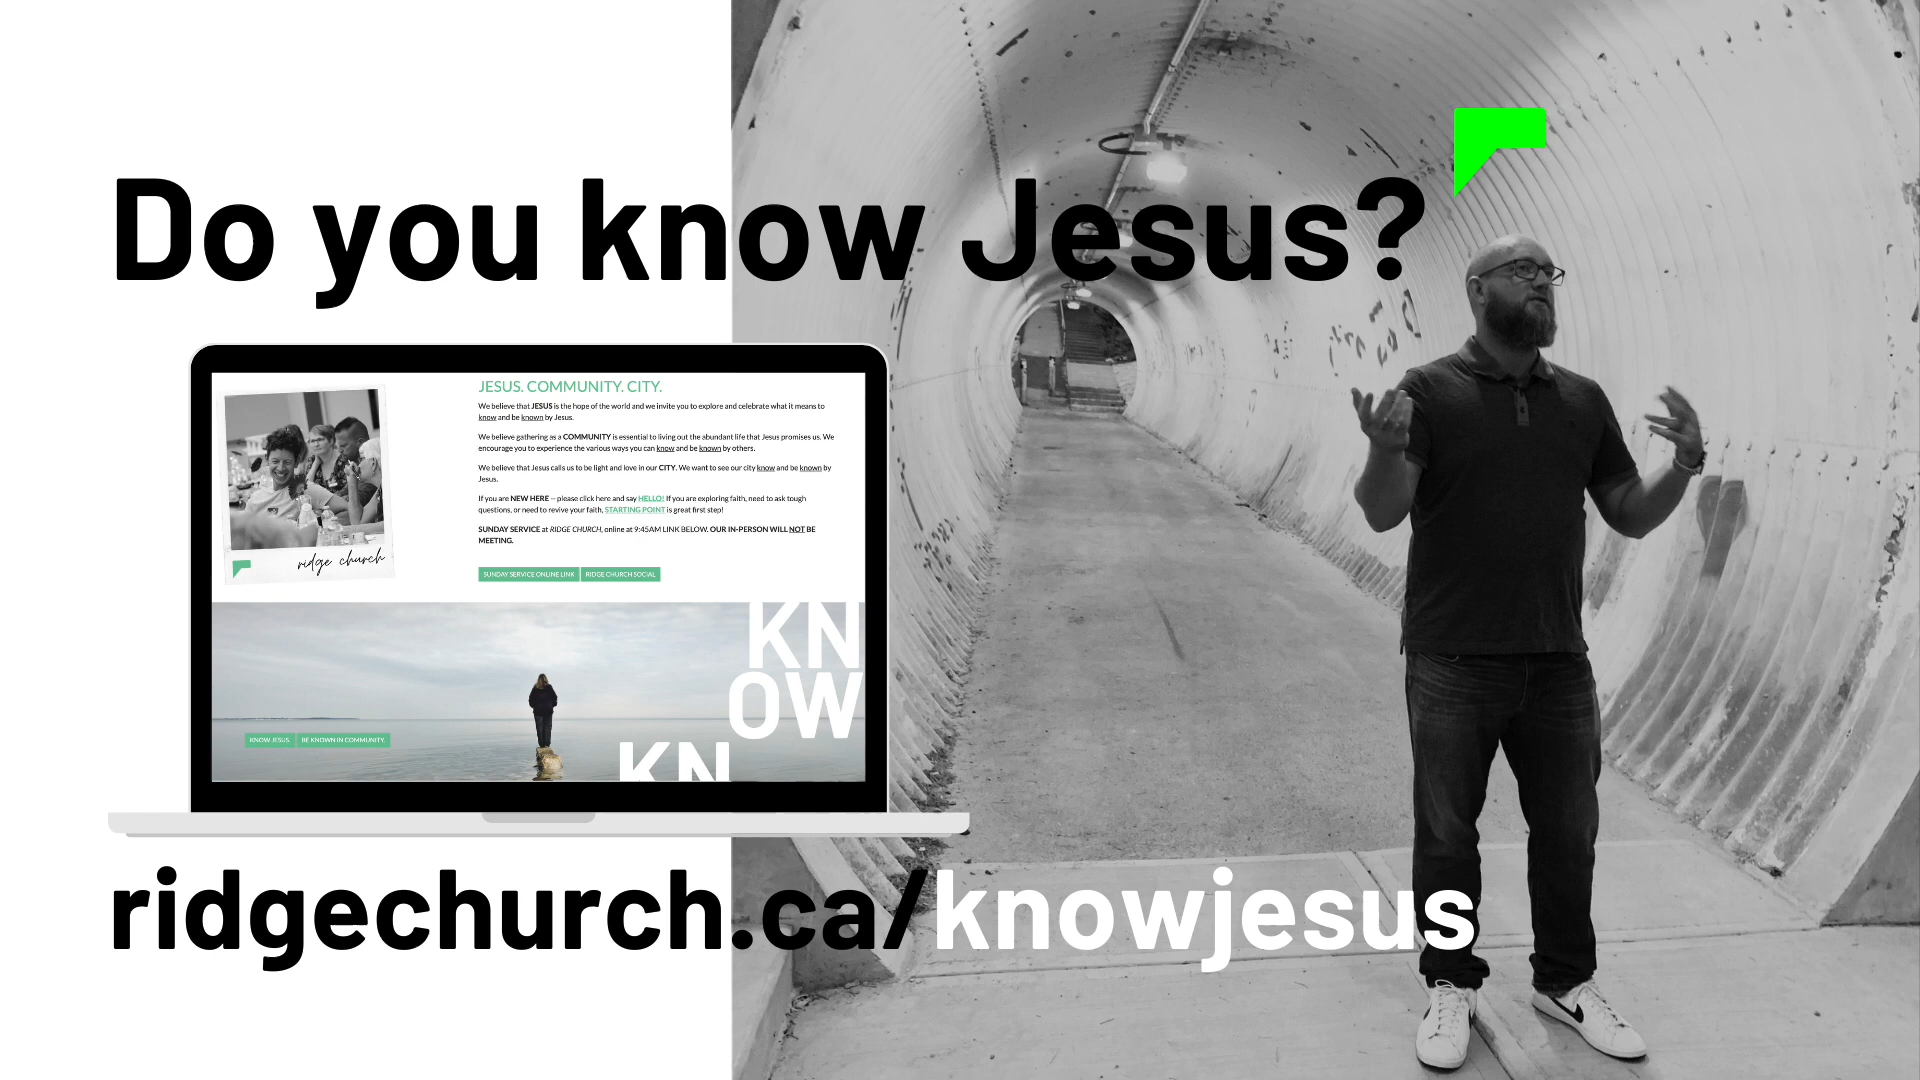 Do you know Jesus?
JESUS. COMMUNITY. CITY.
We believe that JESUS is the hope of the world and we invite you to explore and celebrate what it means to
know and be known by Jesus.
We believe gathering as a COMMUNITY is essential to living out the abundant life that Jesus promises us. We
encourage you to experience the various ways you can know and be known by others.
We believe that Jesus calls us to be light and love in our CITY. We want to see our city know and be known by
Jesus.
If you are NEW HERE – please click here and say HELLO! If you are exploring faith, need to ask tough
questions, or need to revive your faith, STARTING POINT is great first step!
SUNDAY SERVICE at RIDGE CHURCH, online at 9:45AM LINK BELOW. OUR IN-PERSON WILL NOT BE
MEETING.
ridge church
SUNDAY SERVICE ONLINE LINK RIDGE CHURCH SOCIAL
KN
OW
KNOW JESUS. BE KNOWN IN COMMUNITY.
KN
ridgechurch.ca/knowjesus